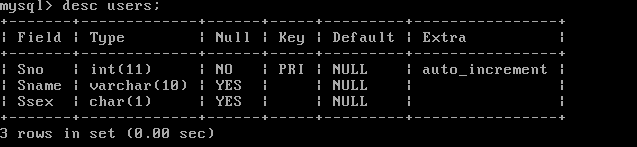 mysql> desc users;
+--------+-------------+------+-----+---------+----------------+
| Field | Type | Null | Key | Default | Extra |
+--------+-------------+------+-----+---------+----------------+
| Sno | int(11) | NO | PRI | NULL | auto_increment |
| Sname | varchar(10) | YES | | NULL | |
| Ssex | char(1) | YES | | NULL | |
+--------+-------------+------+-----+---------+----------------+
3 rows in set (0.00 sec)